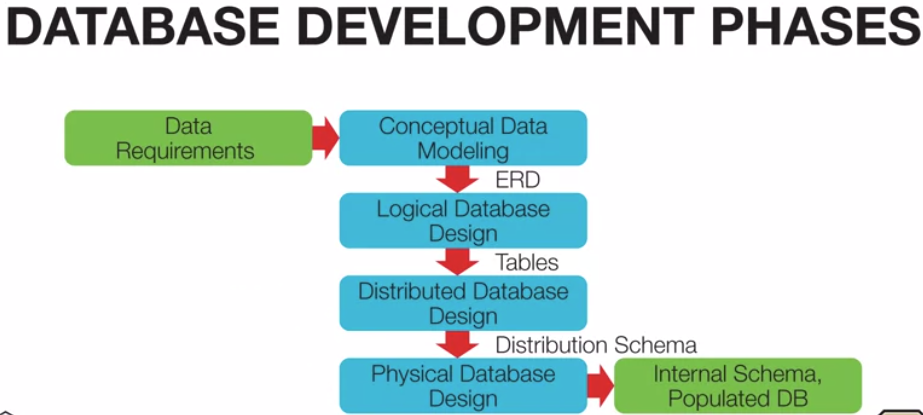 DATABASE DEVELOPMENT PHASES
Data
Requirements
Conceptual Data
Modeling
ERD
Logical Database
Design
Tables
Distributed Database
Design
Distribution Schema
Physical Database
Design
Internal Schema,
Populated DB